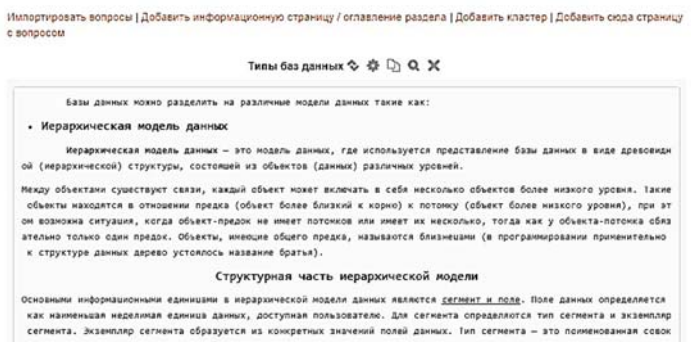 Импортировать вопросы | Добавить информационную страницу / оглавление раздела | Добавить кластер | Добавить сюда страницу
с вопросом
Типы баз данных
Базы данных можно разделить на различные модели данных такие как:
• Иерархическая модель данных
Иерархическая модель данных — это модель данных, где используется представление базы данных в виде древовидн
ой (иерархической) структуры, состоящей из объектов (данных) различных уровней.
Между объектами существуют связи, каждый объект может включать в себя несколько объектов более низкого уровня. Такие
объекты находятся в отношении предка (объект более близкий к корню) к потомку (объект более низкого уровня), при эт
ом возможна ситуация, когда объект-предок не имеет потомков или имеет их несколько, тогда как у объекта-потомка обяз
ательно только один предок. Объекты, имеющие общего предка, называются близнецами (в программировании применительно
к структуре данных дерево устоялось название братья).
Структурная часть иерархической модели
Основными информационными единицами в иерархической модели данных являются сегмент и поле. Поле данных определяется
как наименьшая неделимая единица данных, доступная пользователю. Для сегмента определяются тип сегмента и экземпляр
сегмента. Экземпляр сегмента образуется из конкретных значений полей данных. Тип сегмента — это поименованная совок